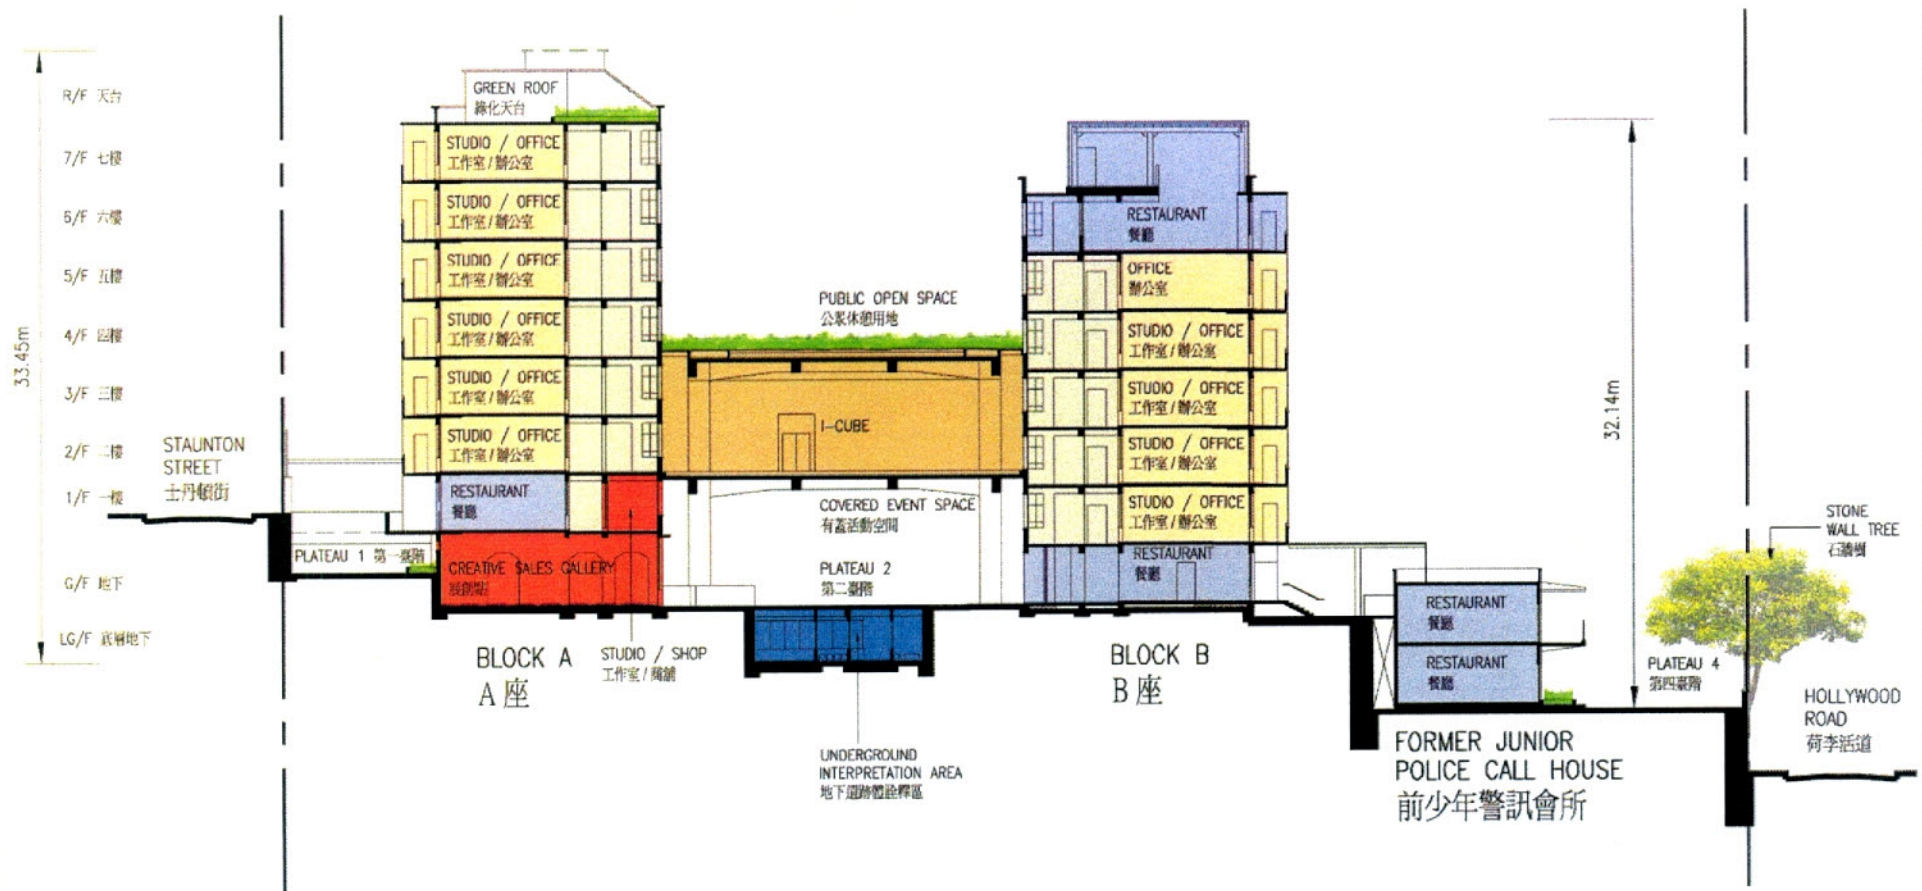 33.45m
R/F 天台
7/F 七樓
6/F 六樓
5/F 五樓
4/F 四樓
3/F 三樓
2/F 二樓
1/F 一樓
G/F 地下
LG/F 底層地下
STAUNTON
STREET
士丹頓街
PLATEAU 1 第一臺階
GREEN ROOF
綠化天台
STUDIO / OFFICE
工作室/辦公室
STUDIO / OFFICE
工作室/辦公室
STUDIO / OFFICE
工作室/辦公室
STUDIO / OFFICE
工作室/辦公室
STUDIO / OFFICE
工作室/辦公室
STUDIO / OFFICE
工作室/辦公室
RESTAURANT
餐廳
CREATIVE SALES GALLERY
展創點
BLOCK A
A座
STUDIO / SHOP
工作室/商舖
PUBLIC OPEN SPACE
公眾休憩用地
I-CUBE
COVERED EVENT SPACE
有蓋活動空間
PLATEAU 2
第二臺階
UNDERGROUND
INTERPRETATION AREA
地下遺蹟詮釋區
RESTAURANT
餐廳
OFFICE
辦公室
STUDIO / OFFICE
工作室/辦公室
STUDIO / OFFICE
工作室/辦公室
STUDIO / OFFICE
工作室/辦公室
STUDIO / OFFICE
工作室/辦公室
RESTAURANT
餐廳
BLOCK B
B座
RESTAURANT
餐廳
RESTAURANT
餐廳
FORMER JUNIOR
POLICE CALL HOUSE
前少年警訊會所
32.14m
PLATEAU 4
第四臺階
STONE
WALL TREE
石牆樹
HOLLYWOOD
ROAD
荷李活道